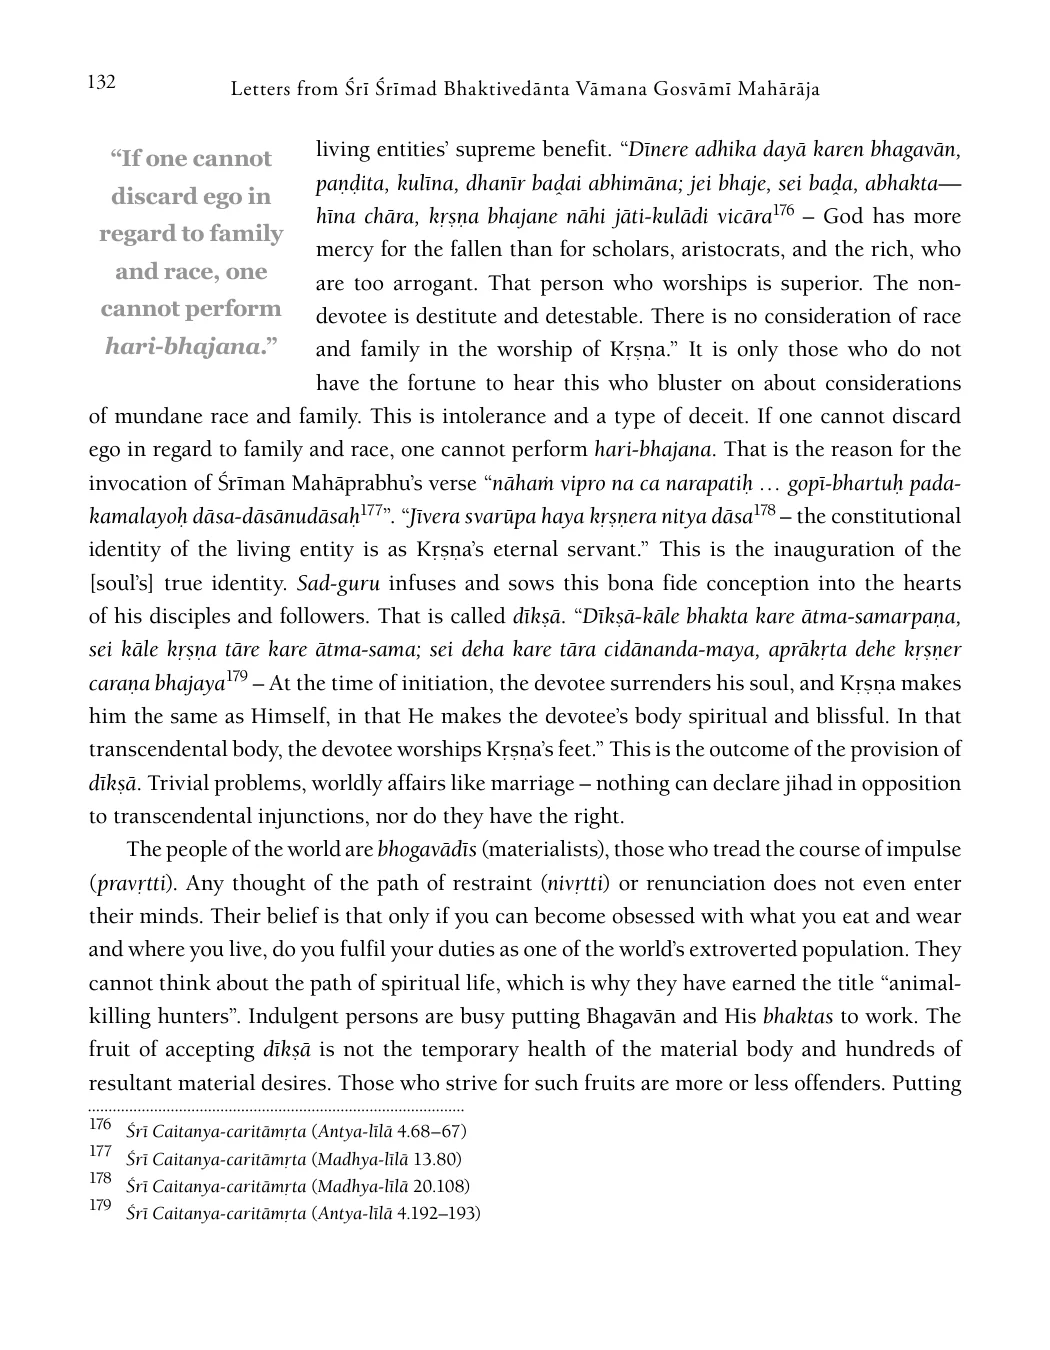 132
Letters from Śrī Śrīmad Bhaktivedānta Vāmana Gosvāmī Mahārāja
“If one cannot
discard ego in
regard to family
and race, one
cannot perform
hari-bhajana.”
living entities’ supreme benefit. “Dīnere adhika dayā karen bhagavān,
paṇḍita, kulīna, dhanīr baḓai abhimāna; jei bhaje, sei baḓa, abhakta—
hīna chāra, kṛṣṇa bhajane nāhi jāti-kulādi vicāra176 – God has more
mercy for the fallen than for scholars, aristocrats, and the rich, who
are too arrogant. That person who worships is superior. The non-
devotee is destitute and detestable. There is no consideration of race
and family in the worship of Kṛṣṇa.” It is only those who do not
have the fortune to hear this who bluster on about considerations
of mundane race and family. This is intolerance and a type of deceit. If one cannot discard
ego in regard to family and race, one cannot perform hari-bhajana. That is the reason for the
invocation of Śrīman Mahāprabhu’s verse “nāhaṁ vipro na ca narapatiḥ … gopī-bhartuḥ pada-
kamalayoḥ dāsa-dāsānudāsaḥ177”. “Jīvera svarūpa haya kṛṣṇera nitya dāsa178 – the constitutional
identity of the living entity is as Kṛṣṇa’s eternal servant.” This is the inauguration of the
[soul’s] true identity. Sad-guru infuses and sows this bona fide conception into the hearts
of his disciples and followers. That is called dīkṣā. “Dīkṣā-kāle bhakta kare ātma-samarpaṇa,
sei kāle kṛṣṇa tāre kare ātma-sama; sei deha kare tāra cidānanda-maya, aprākṛta dehe kṛṣṇer
caraṇa bhajaya179 – At the time of initiation, the devotee surrenders his soul, and Kṛṣṇa makes
him the same as Himself, in that He makes the devotee’s body spiritual and blissful. In that
transcendental body, the devotee worships Kṛṣṇa’s feet.” This is the outcome of the provision of
dīkṣā. Trivial problems, worldly affairs like marriage – nothing can declare jihad in opposition
to transcendental injunctions, nor do they have the right.
The people of the world are bhogavādīs (materialists), those who tread the course of impulse
(pravṛtti). Any thought of the path of restraint (nivṛtti) or renunciation does not even enter
their minds. Their belief is that only if you can become obsessed with what you eat and wear
and where you live, do you fulfil your duties as one of the world’s extroverted population. They
cannot think about the path of spiritual life, which is why they have earned the title “animal-
killing hunters”. Indulgent persons are busy putting Bhagavān and His bhaktas to work. The
fruit of accepting dīkṣā is not the temporary health of the material body and hundreds of
resultant material desires. Those who strive for such fruits are more or less offenders. Putting
176 Śrī Caitanya-caritāmṛta (Antya-līlā 4.68–67)
177 Śrī Caitanya-caritāmṛta (Madhya-līlā 13.80)
178 Śrī Caitanya-caritāmṛta (Madhya-līlā 20.108)
179 Śrī Caitanya-caritāmṛta (Antya-līlā 4.192–193)